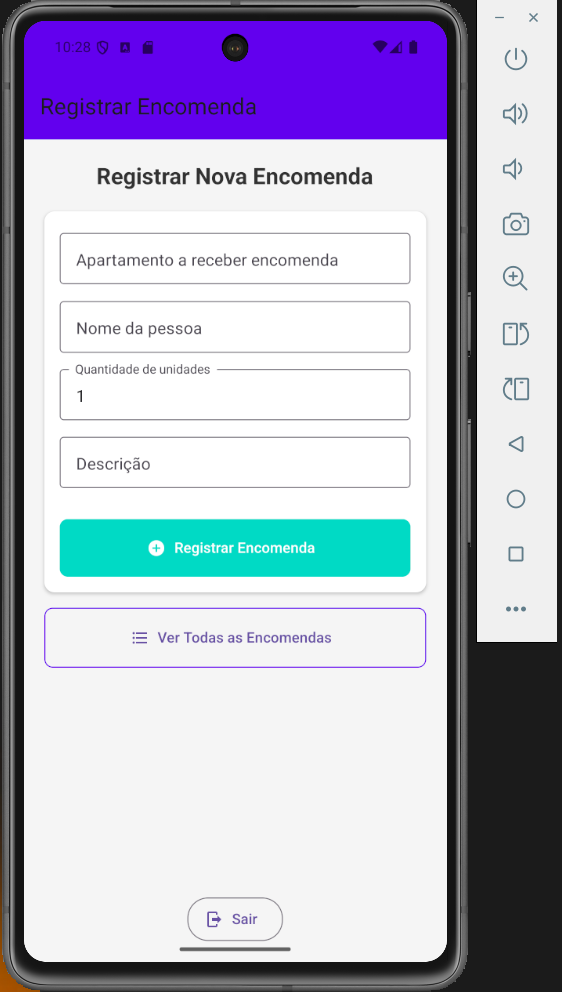 10:28
Registrar Encomenda
Registrar Nova Encomenda
Apartamento a receber encomenda
Nome da pessoa
Quantidade de unidades
1
Descrição
Registrar Encomenda
Ver Todas as Encomendas
Sair